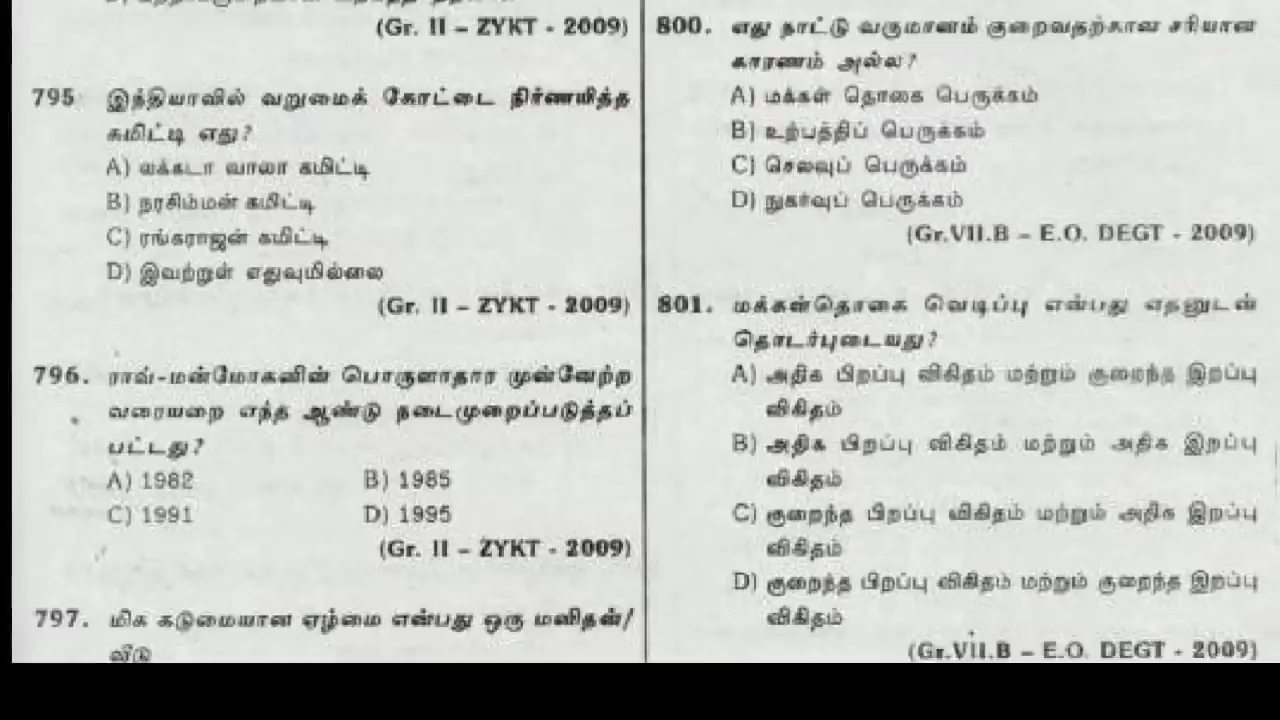 (Gr. II – ZYKT - 2009)
795 இந்தியாவில் வறுமைக் கோட்டை நிர்ணயித்த
கமிட்டி எது?
A) லக்கடா வாலா கமிட்டி
B) நரசிம்மன் கமிட்டி
C) ரங்கராஜன் கமிட்டி
D) இவற்றுள் எதுவுமில்லை
(Gr. II – ZYKT - 2009)
796. ராவ்-மன்மோகனின் பொருளாதார முன்னேற்ற
வரையறை எந்த ஆண்டு நடைமுறைப்படுத்தப்
பட்டது?
A) 1982 B) 1985
C) 1991 D) 1995
(Gr. II – ZYKT - 2009)
797. மிக கடுமையான ஏழ்மை என்பது ஒரு மனிதன்/
வீடு
800. எது நாட்டு வருமானம் குறைவதற்கான சரியான
காரணம் அல்ல?
A) மக்கள் தொகை பெருக்கம்
B) உற்பத்திப் பெருக்கம்
C) செலவுப் பெருக்கம்
D) நுகர்வுப் பெருக்கம்
(Gr.VII.B – E.O. DEGT - 2009)
801. மக்கள்தொகை வெடிப்பு என்பது எதனுடன்
தொடர்புடையது?
A) அதிக பிறப்பு விகிதம் மற்றும் குறைந்த இறப்பு
விகிதம்
B) அதிக பிறப்பு விகிதம் மற்றும் அதிக இறப்பு
விகிதம்
C) குறைந்த பிறப்பு விகிதம் மற்றும் அதிக இறப்பு
விகிதம்
D) குறைந்த பிறப்பு விகிதம் மற்றும் குறைந்த இறப்பு
விகிதம்
(Gr.VII.B – E.O. DEGT - 2009)